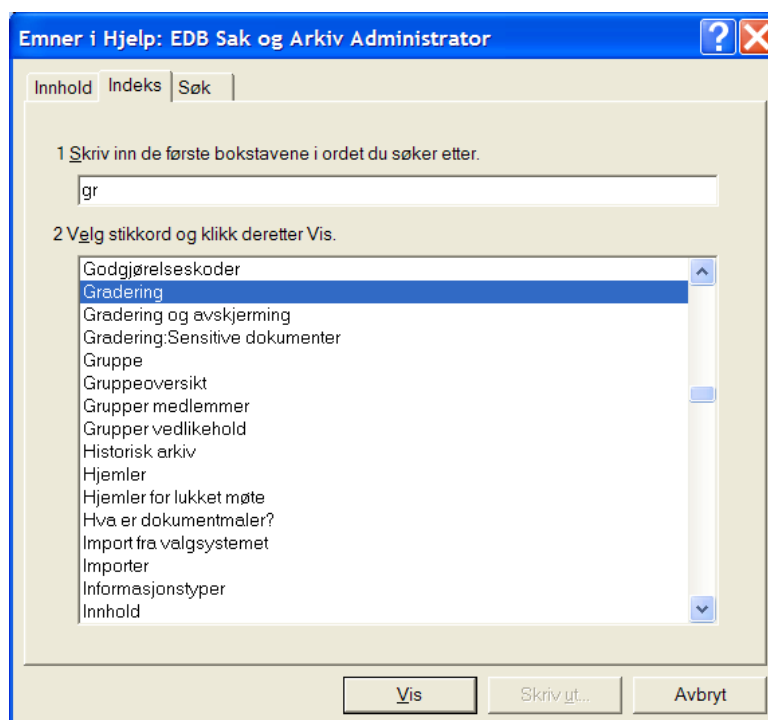 Emner i Hjelp: EDB Sak og Arkiv Administrator
Innhold Indeks Søk
1 Skriv inn de første bokstavene i ordet du søker etter.
gr
2 Velg stikkord og klikk deretter Vis.
Godgjørelseskoder
Gradering
Gradering og avskjerming
Gradering:Sensitive dokumenter
Gruppe
Gruppeoversikt
Grupper medlemmer
Grupper vedlikehold
Historisk arkiv
Hjemler
Hjemler for lukket møte
Hva er dokumentmaler?
Import fra valgsystemet
Importer
Informasjonstyper
Innhold
Vis Skriv ut... Avbryt